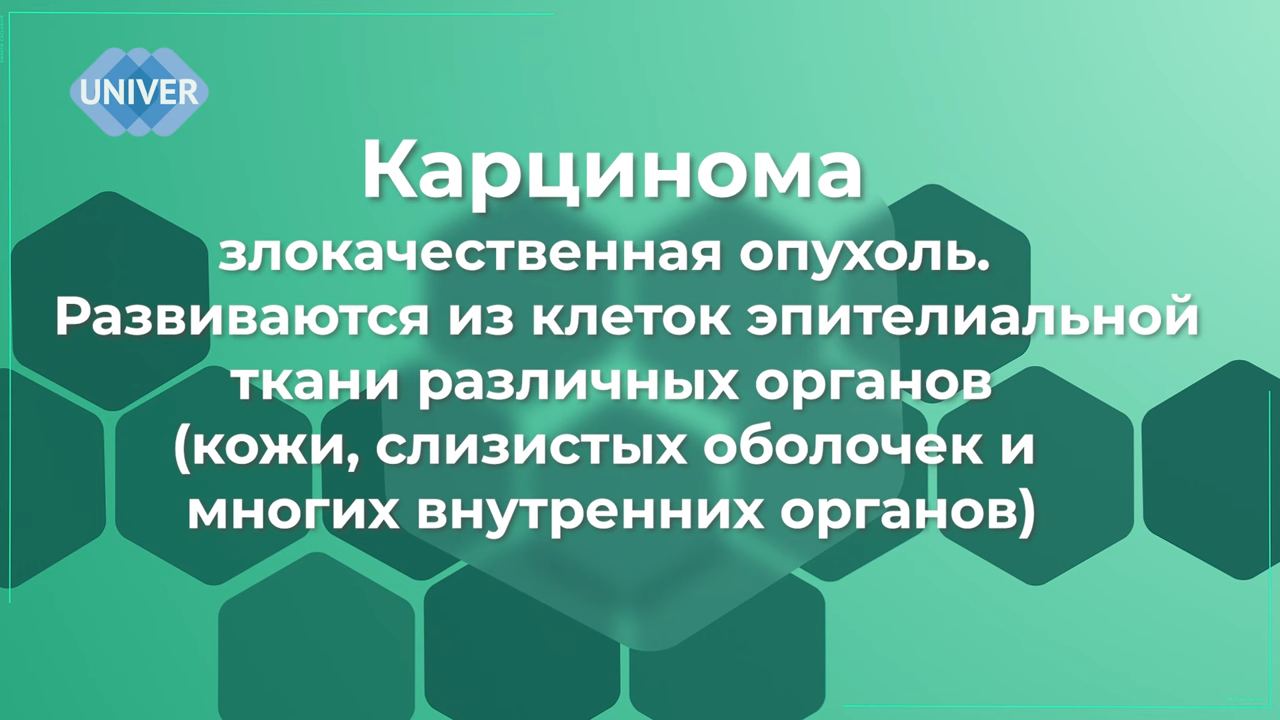 UNIVER
Карцинома
злокачественная опухоль.
Развиваются из клеток эпителиальной
ткани различных органов
(кожи, слизистых оболочек и
многих внутренних органов)